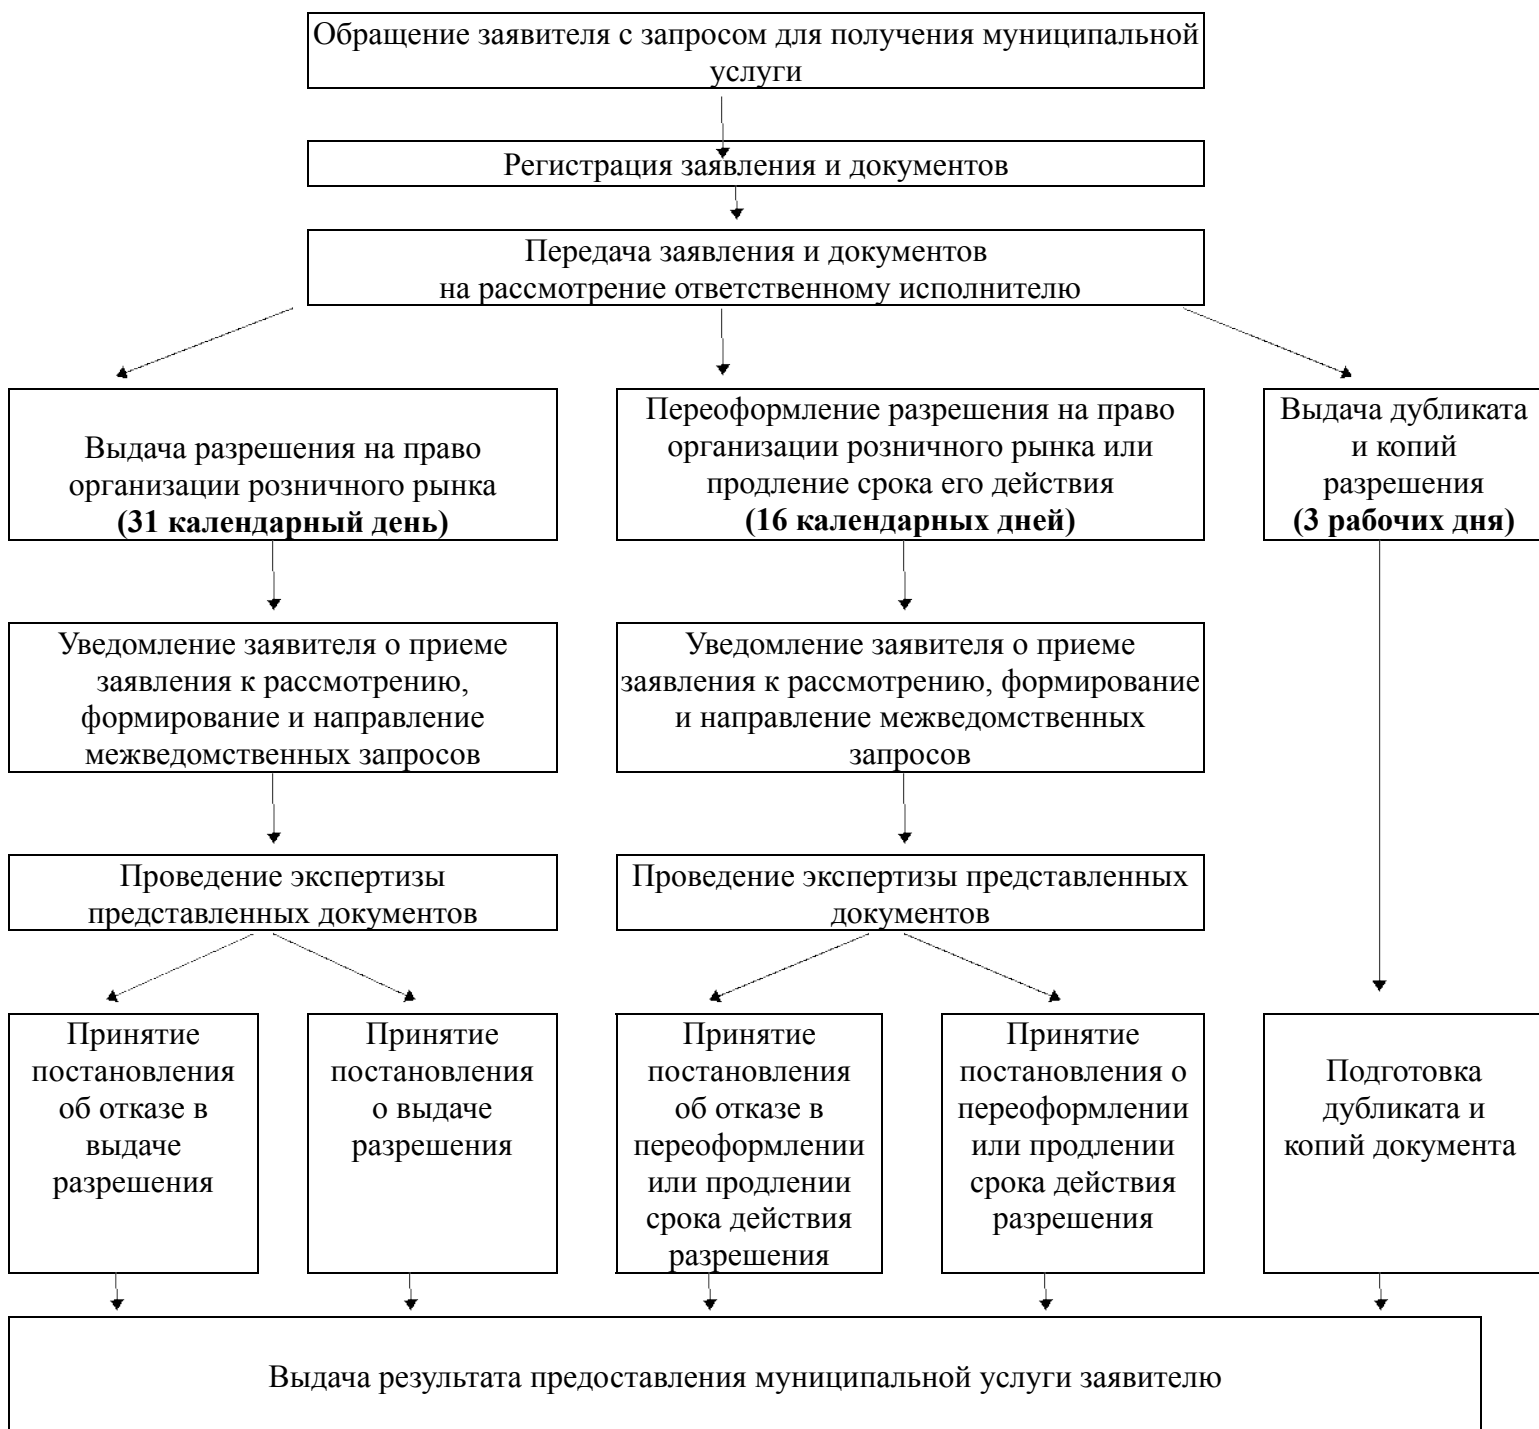 Обращение заявителя с запросом для получения муниципальной
услуги
Регистрация заявления и документов
Передача заявления и документов
на рассмотрение ответственному исполнителю
Выдача разрешения на право
организации розничного рынка
(31 календарный день)
Переоформление разрешения на право
организации розничного рынка или
продление срока его действия
(16 календарных дней)
Выдача дубликата
и копий
разрешения
(3 рабочих дня)
Уведомление заявителя о приеме
заявления к рассмотрению,
формирование и направление
межведомственных запросов
Уведомление заявителя о приеме
заявления к рассмотрению, формирование
и направление межведомственных
запросов
Проведение экспертизы
представленных документов
Проведение экспертизы представленных
документов
Принятие
постановления
об отказе в
выдаче
разрешения
Принятие
постановления
о выдаче
разрешения
Принятие
постановления
об отказе в
переоформлении
или продлении
срока действия
разрешения
Принятие
постановления о
переоформлении
или продлении
срока действия
разрешения
Подготовка
дубликата и
копий документа
Выдача результата предоставления муниципальной услуги заявителю